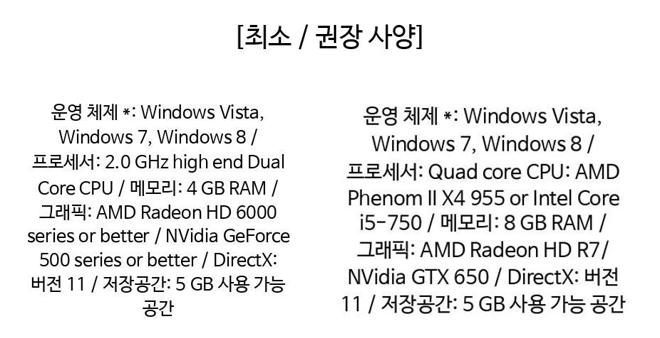 [최소 / 권장 사양]
운영 체제 *: Windows Vista,
Windows 7, Windows 8 /
프로세서: 2.0 GHz high end Dual
Core CPU / 메모리: 4 GB RAM /
그래픽: AMD Radeon HD 6000
series or better / NVidia GeForce
500 series or better / DirectX:
버전 11 / 저장공간: 5 GB 사용 가능
공간
운영 체제 *: Windows Vista,
Windows 7, Windows 8 /
프로세서: Quad core CPU: AMD
Phenom II X4 955 or Intel Core
i5-750 / 메모리: 8 GB RAM /
그래픽: AMD Radeon HD R7/
NVidia GTX 650 / DirectX: 버전
11 / 저장공간: 5 GB 사용 가능 공간